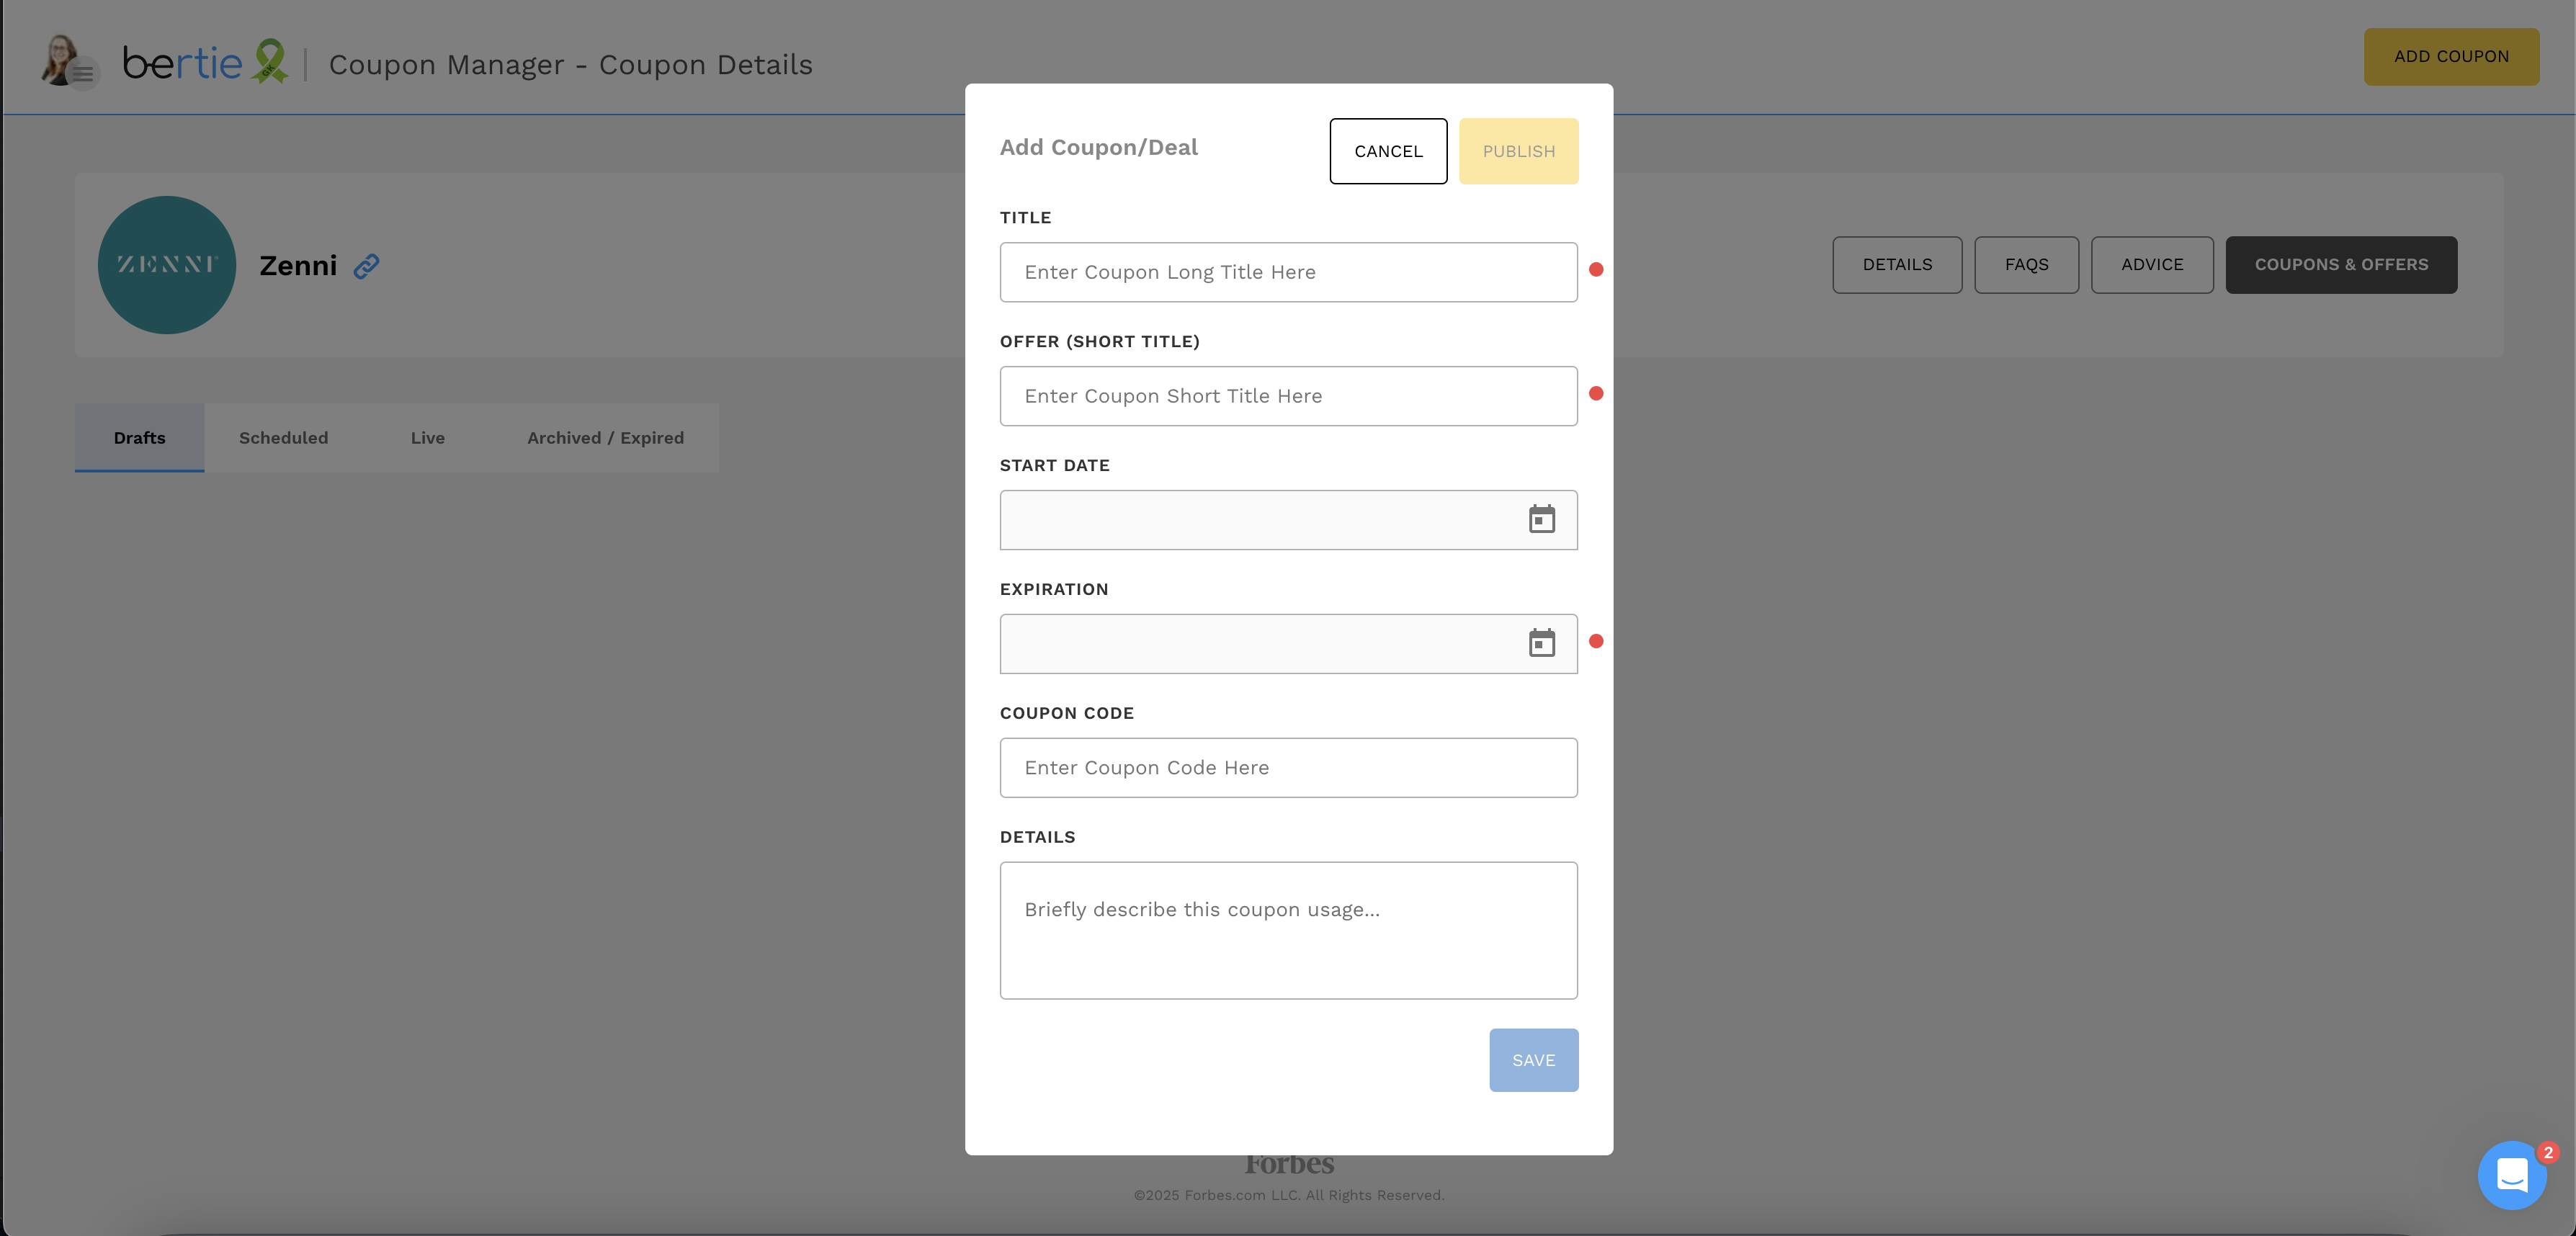 bertie | Coupon Manager - Coupon Details
ADD COUPON
ZENNI
Zenni
DETAILS
FAQS
ADVICE
COUPONS & OFFERS
Drafts
Scheduled
Live
Archived / Expired
Add Coupon/Deal
CANCEL
PUBLISH
TITLE
Enter Coupon Long Title Here
OFFER (SHORT TITLE)
Enter Coupon Short Title Here
START DATE
EXPIRATION
COUPON CODE
Enter Coupon Code Here
DETAILS
Briefly describe this coupon usage...
SAVE
Forbes
©2025 Forbes.com LLC. All Rights Reserved.
2